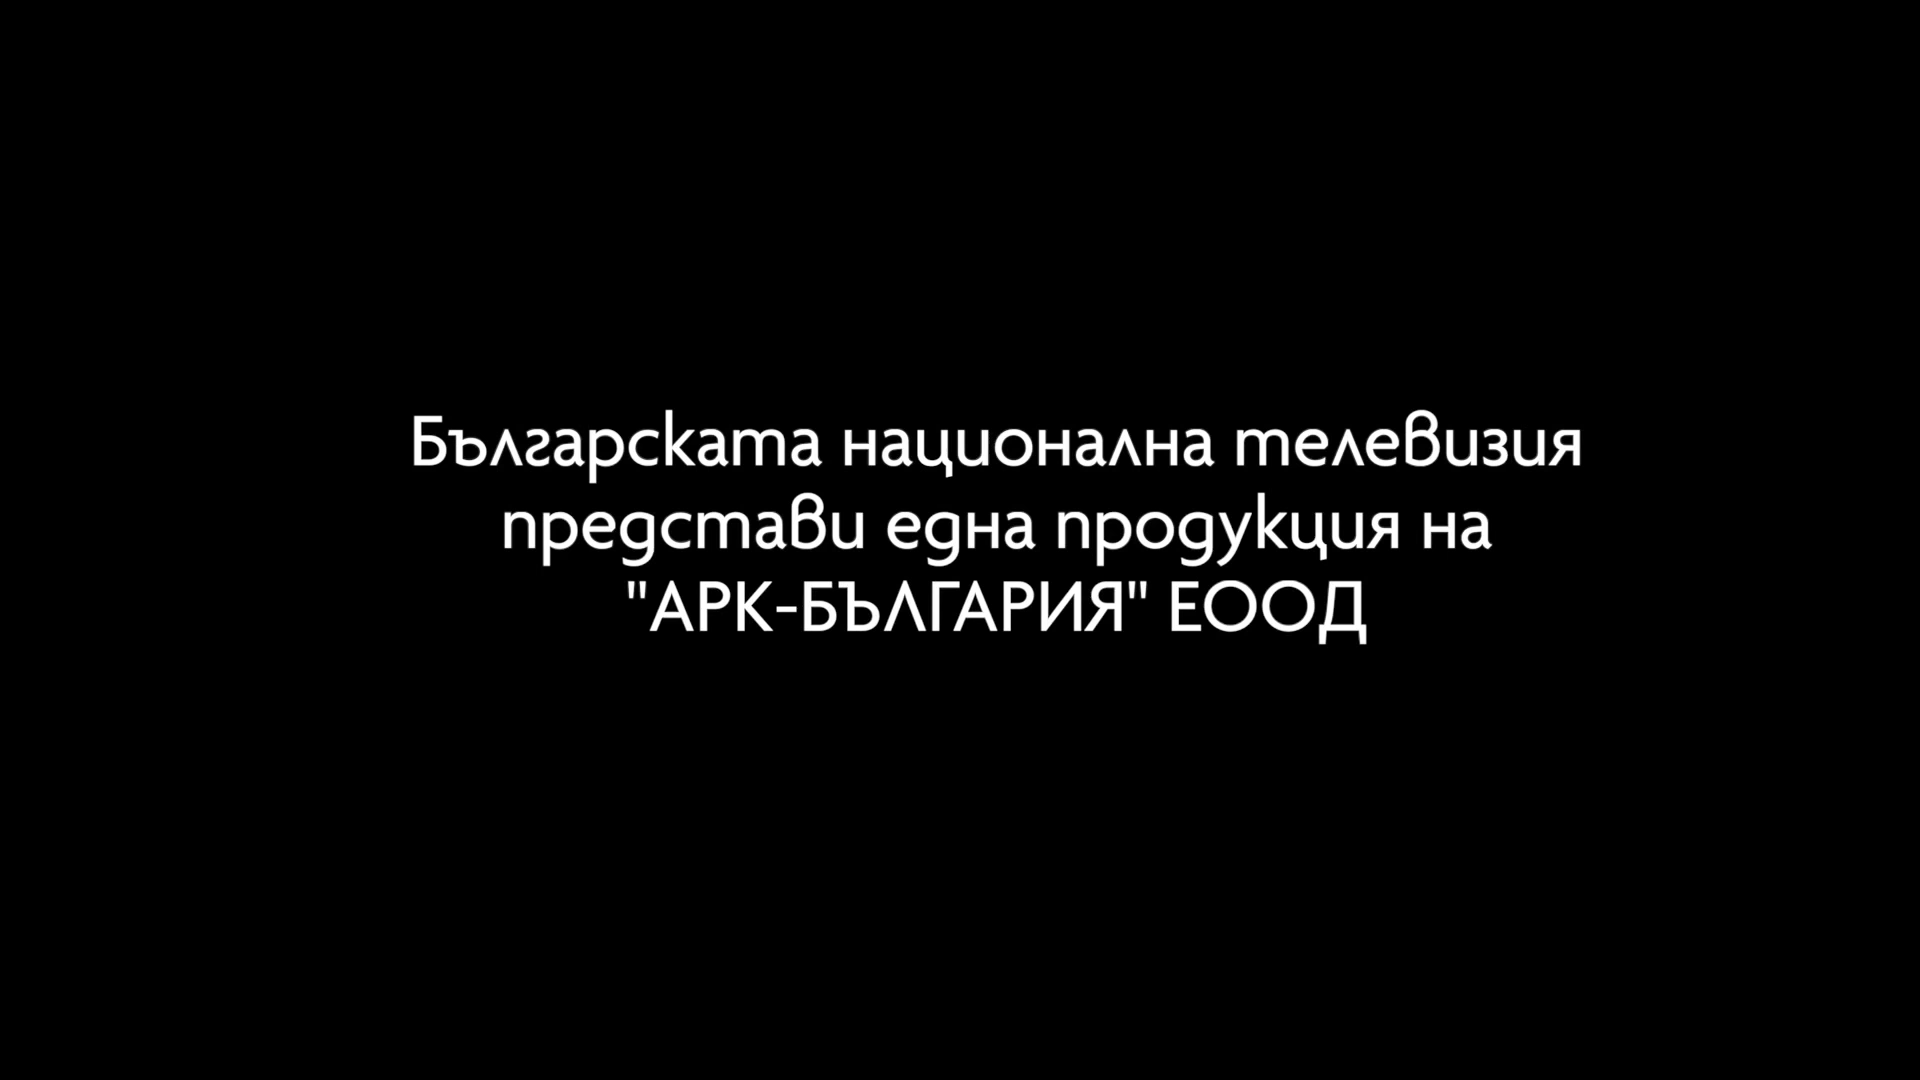 Българската национална телевизия
представи една продукция на
"АРК-БЪЛГАРИЯ" ЕООД